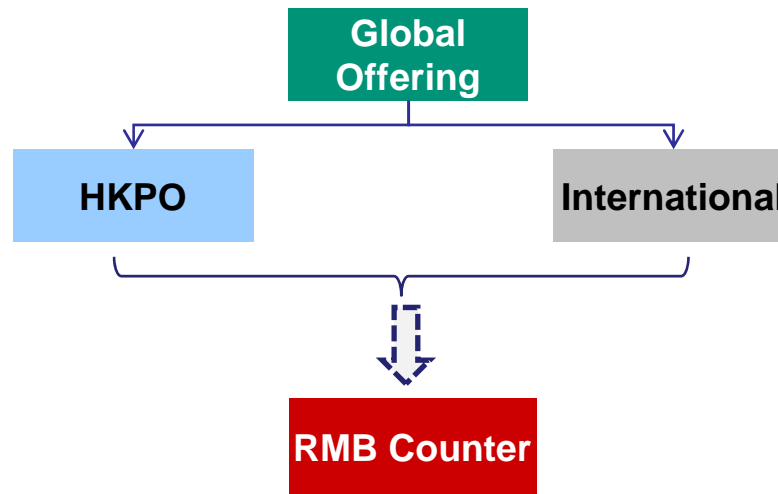 Global
Offering
HKPO
International
RMB Counter